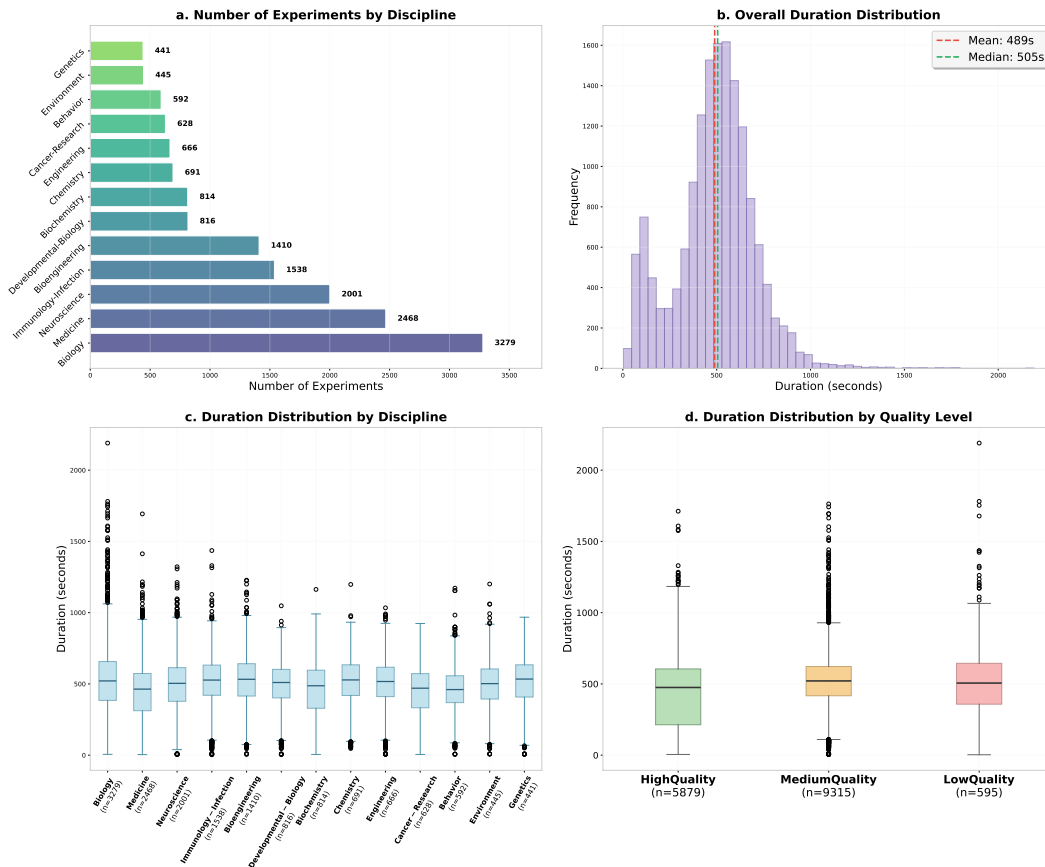 a. Number of Experiments by Discipline
Genetics
441
Environment
445
Behavior
592
Cancer-Research
628
Engineering
666
Chemistry
691
Biochemistry
814
Developmental-Biology
816
Bioengineering
1410
Immunology-Infection
1538
Neuroscience
2001
Medicine
2468
Biology
3279
0 500 1000 1500 2000 2500 3000 3500
Number of Experiments
b. Overall Duration Distribution
Mean: 489s
Median: 505s
Frequency
1600
1400
1200
1000
800
600
400
200
0
0 500 1000 1500 2000
Duration (seconds)
c. Duration Distribution by Discipline
Duration (seconds)
2000
1500
1000
500
0
Biology
(n=3279)
Medicine
(n=2468)
Neuroscience
(n=2001)
Immunology – Infection
(n=1538)
Bioengineering
(n=1410)
Developmental – Biology
(n=816)
Biochemistry
(n=814)
Chemistry
(n=691)
Engineering
(n=666)
Cancer – Research
(n=628)
Behavior
(n=592)
Environment
(n=445)
Genetics
(n=441)
d. Duration Distribution by Quality Level
Duration (seconds)
2000
1500
1000
500
0
HighQuality
(n=5879)
MediumQuality
(n=9315)
LowQuality
(n=595)